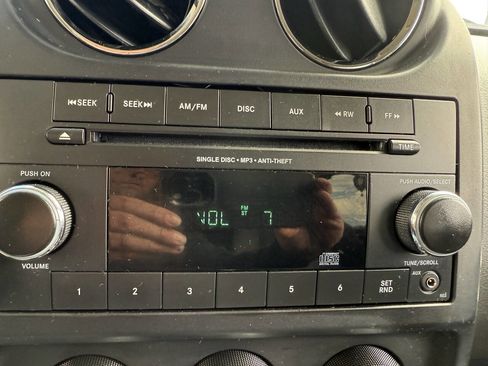 |◄◄ SEEK SEEK ►►| AM/FM DISC AUX ◄◄ RW FF ►►
TIME
SINGLE DISC • MP3 • ANTI-THEFT
PUSH ON
PUSH AUDIO/SELECT
FM
VOL ST 7
VOLUME
TUNE/SCROLL
1 2 3 4 5 6 SET RND
AUX